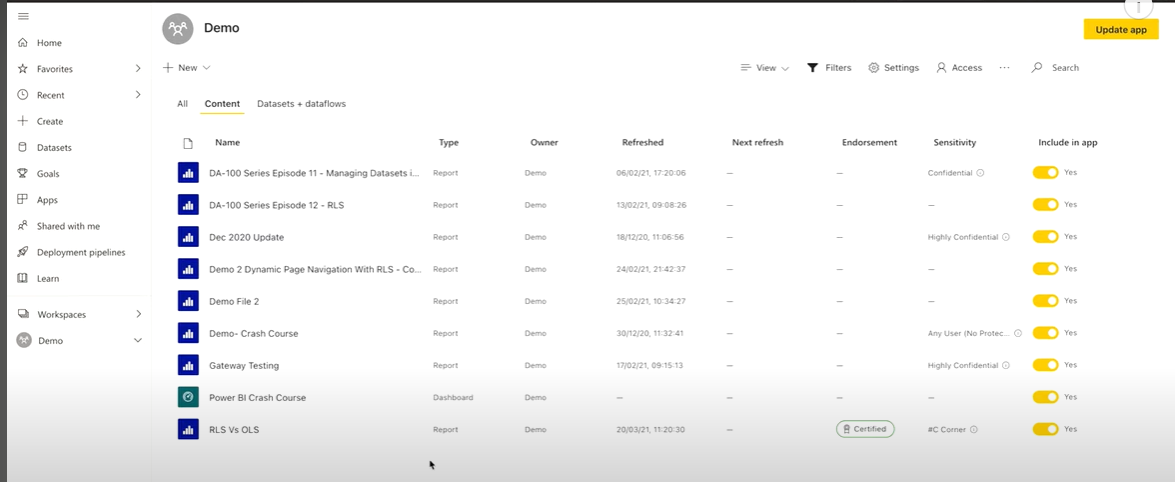 Demo
Update app
Home
Favorites
Recent
Create
Datasets
Goals
Apps
Shared with me
Deployment pipelines
Learn
Workspaces
Demo
New
View Filters Settings Access ... Search
All Content Datasets + dataflows
Name Type Owner Refreshed Next refresh Endorsement Sensitivity Include in app
DA-100 Series Episode 11 - Managing Datasets i... Report Demo 06/02/21, 17:20:06 — — Confidential Yes
DA-100 Series Episode 12 - RLS Report Demo 13/02/21, 09:08:26 — — — Yes
Dec 2020 Update Report Demo 18/12/20, 11:06:56 — — Highly Confidential Yes
Demo 2 Dynamic Page Navigation With RLS - Co... Report Demo 24/02/21, 21:42:37 — — — Yes
Demo File 2 Report Demo 25/02/21, 10:34:27 — — — Yes
Demo- Crash Course Report Demo 30/12/20, 11:32:41 — — Any User (No Protec... Yes
Gateway Testing Report Demo 17/02/21, 09:15:13 — — Highly Confidential Yes
Power BI Crash Course Dashboard Demo — — — — Yes
RLS Vs OLS Report Demo 20/03/21, 11:20:30 — Certified #C Corner Yes